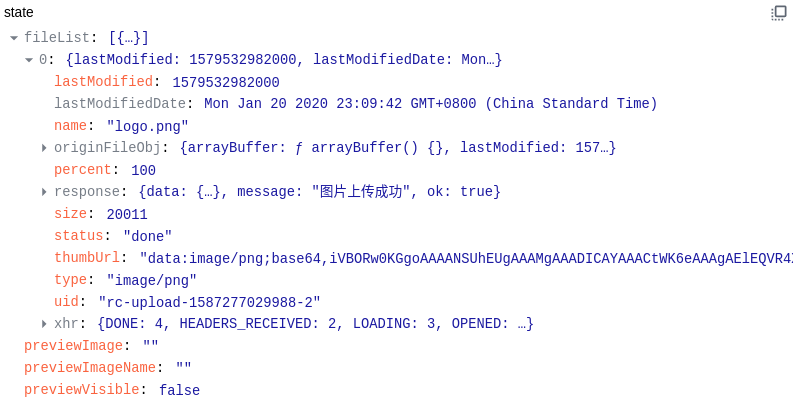 state
fileList: [{…}]
0: {lastModified: 1579532982000, lastModifiedDate: Mon…}
lastModified: 1579532982000
lastModifiedDate: Mon Jan 20 2020 23:09:42 GMT+0800 (China Standard Time)
name: "logo.png"
originFileObj: {arrayBuffer: ƒ arrayBuffer() {}, lastModified: 157…}
percent: 100
response: {data: {…}, message: "图片上传成功", ok: true}
size: 20011
status: "done"
thumbUrl: "data:image/png;base64,iVBORw0KGgoAAAANSUhEUgAAAMgAAADICAYAAACtWK6eAAAgAElEQVR4
type: "image/png"
uid: "rc-upload-1587277029988-2"
xhr: {DONE: 4, HEADERS_RECEIVED: 2, LOADING: 3, OPENED: …}
previewImage: ""
previewImageName: ""
previewVisible: false